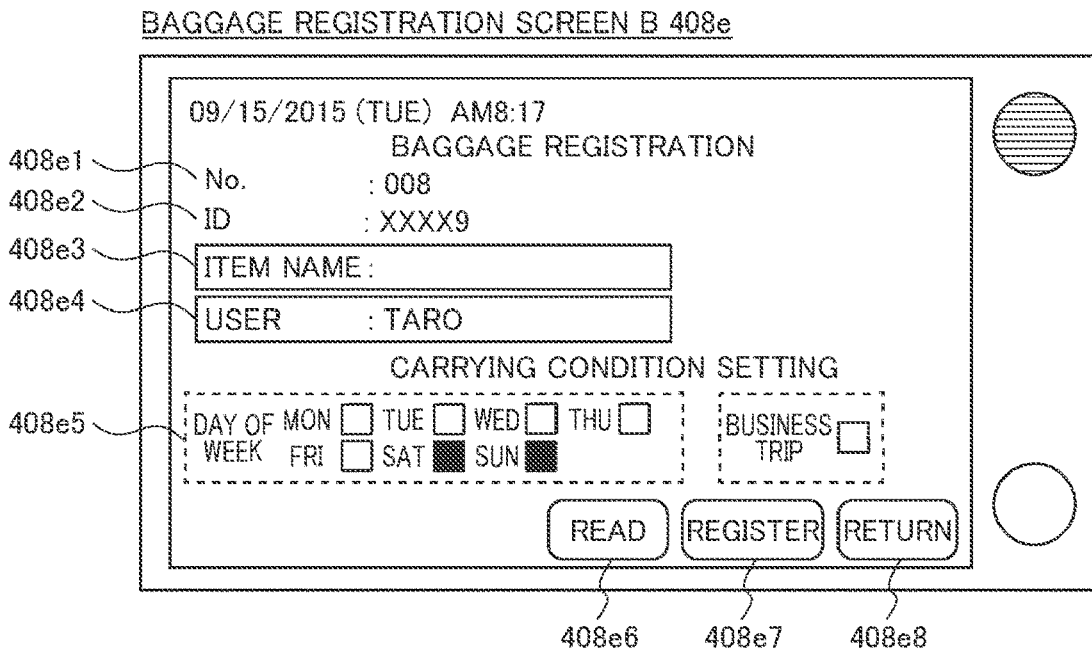 BAGGAGE REGISTRATION SCREEN B 408e
09/15/2015 (TUE) AM8:17
BAGGAGE REGISTRATION
408e1
No. : 008
408e2
ID : XXXX9
408e3
ITEM NAME :
408e4
USER : TARO
CARRYING CONDITION SETTING
408e5
DAY OF WEEK
MON TUE WED THU
FRI SAT SUN
BUSINESS
TRIP
READ REGISTER RETURN
408e6 408e7 408e8